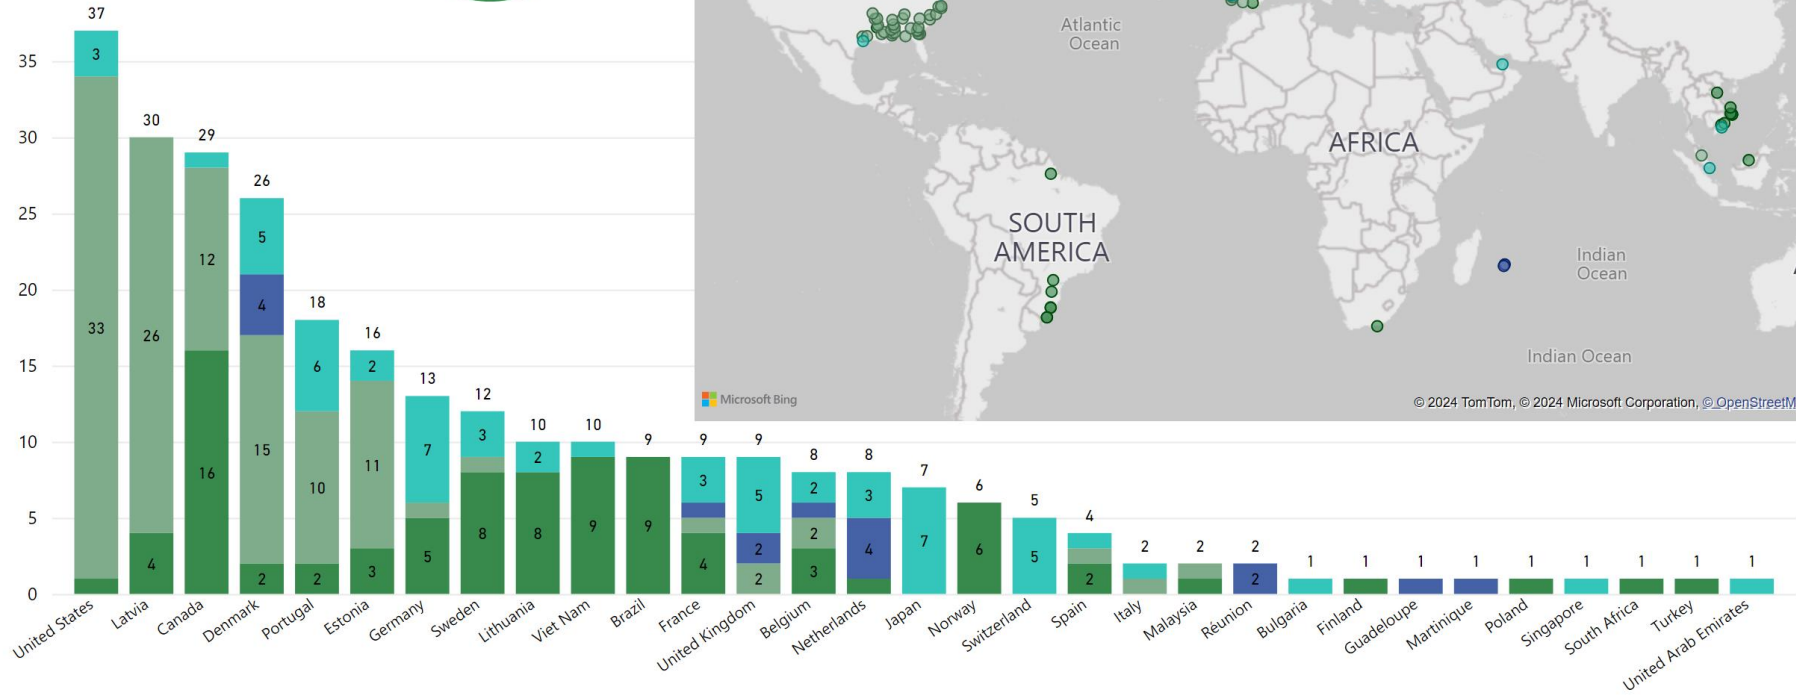 37
35
30
25
20
15
10
5
0
3
33
30
26
4
29
12
16
26
5
4
15
2
18
6
10
2
16
2
11
3
13
7
5
12
3
8
10
2
8
10
9
9
9
9
3
4
9
5
2
2
8
2
2
3
8
3
4
7
7
6
6
5
5
4
2
2
2
2
2
1
1
1
1
1
1
1
1
1
United States
Latvia
Canada
Denmark
Portugal
Estonia
Germany
Sweden
Lithuania
Viet Nam
Brazil
France
United Kingdom
Belgium
Netherlands
Japan
Norway
Switzerland
Spain
Italy
Malaysia
Réunion
Bulgaria
Finland
Guadeloupe
Martinique
Poland
Singapore
South Africa
Turkey
United Arab Emirates
Atlantic
Ocean
AFRICA
SOUTH
AMERICA
Indian
Ocean
Indian Ocean
Microsoft Bing
© 2024 TomTom, © 2024 Microsoft Corporation, © OpenStreetM